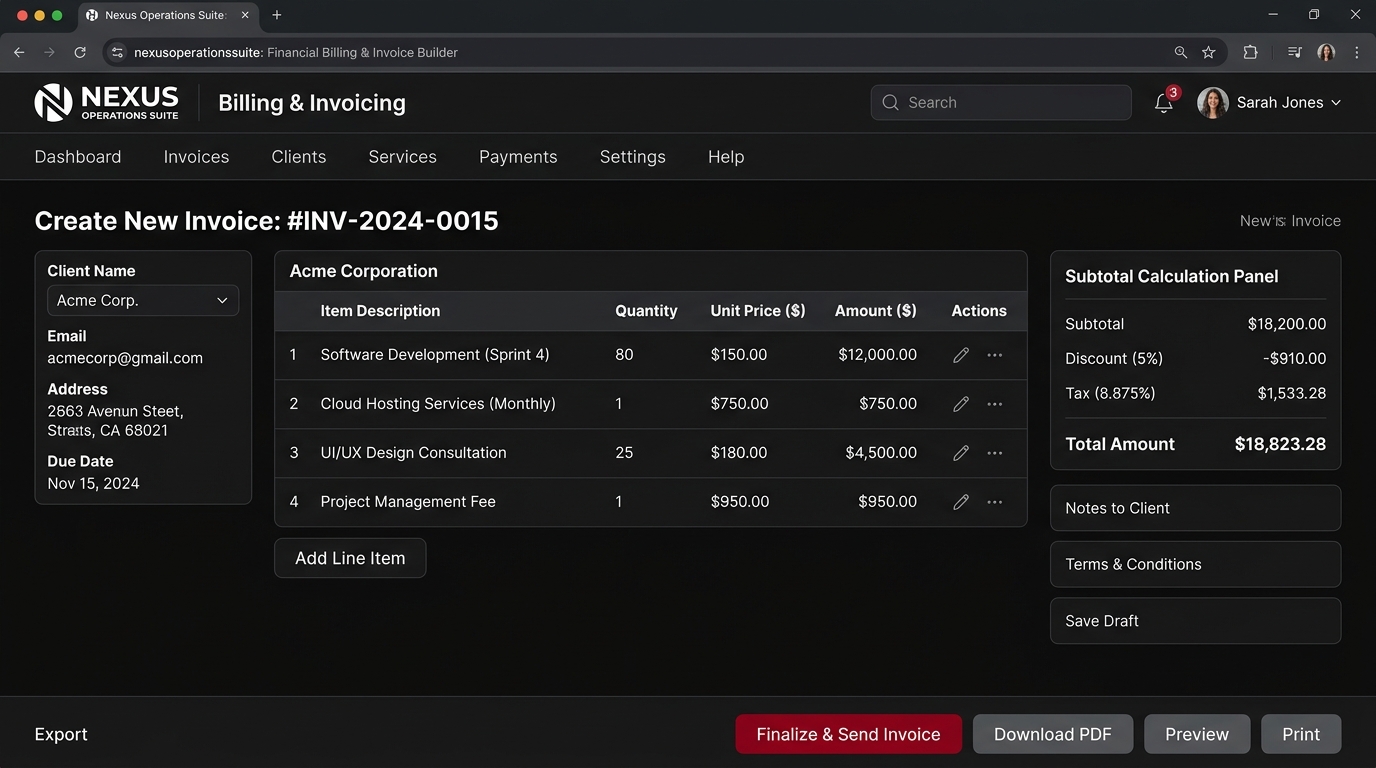 Nexus Operations Suite:
nexusoperationssuite: Financial Billing & Invoice Builder
NEXUS
OPERATIONS SUITE
Billing & Invoicing
Search
3
Sarah Jones
Dashboard
Invoices
Clients
Services
Payments
Settings
Help
Create New Invoice: #INV-2024-0015
Invoice
Client Name
Acme Corp.
Email
acmecorp@gmail.com
Address
2663 Avenun Steet,
CA 68021
Due Date
Nov 15, 2024
Acme Corporation
Item Description Quantity Unit Price ($) Amount ($) Actions
1 Software Development (Sprint 4) 80 $150.00 $12,000.00
2 Cloud Hosting Services (Monthly) 1 $750.00 $750.00
3 UI/UX Design Consultation 25 $180.00 $4,500.00
4 Project Management Fee 1 $950.00 $950.00
Add Line Item
Subtotal Calculation Panel
Subtotal $18,200.00
Discount (5%) -$910.00
Tax (8.875%) $1,533.28
Total Amount $18,823.28
Notes to Client
Terms & Conditions
Save Draft
Export
Finalize & Send Invoice
Download PDF
Preview
Print